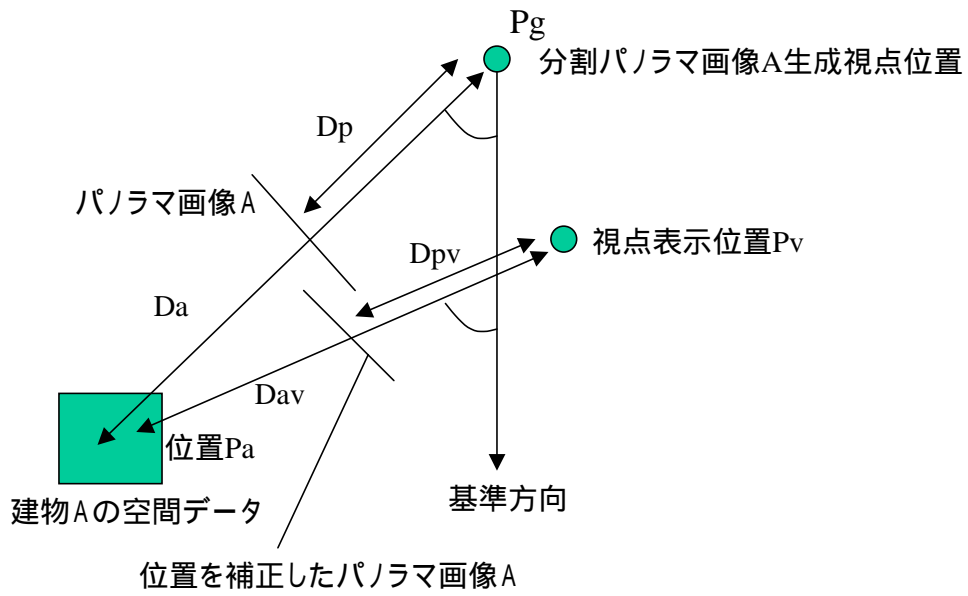 Pg
分割パノラマ画像A生成視点位置
Dp
パノラマ画像A
Dpv
視点表示位置Pv
Da
Dav
位置Pa
建物Aの空間データ
基準方向
位置を補正したパノラマ画像A